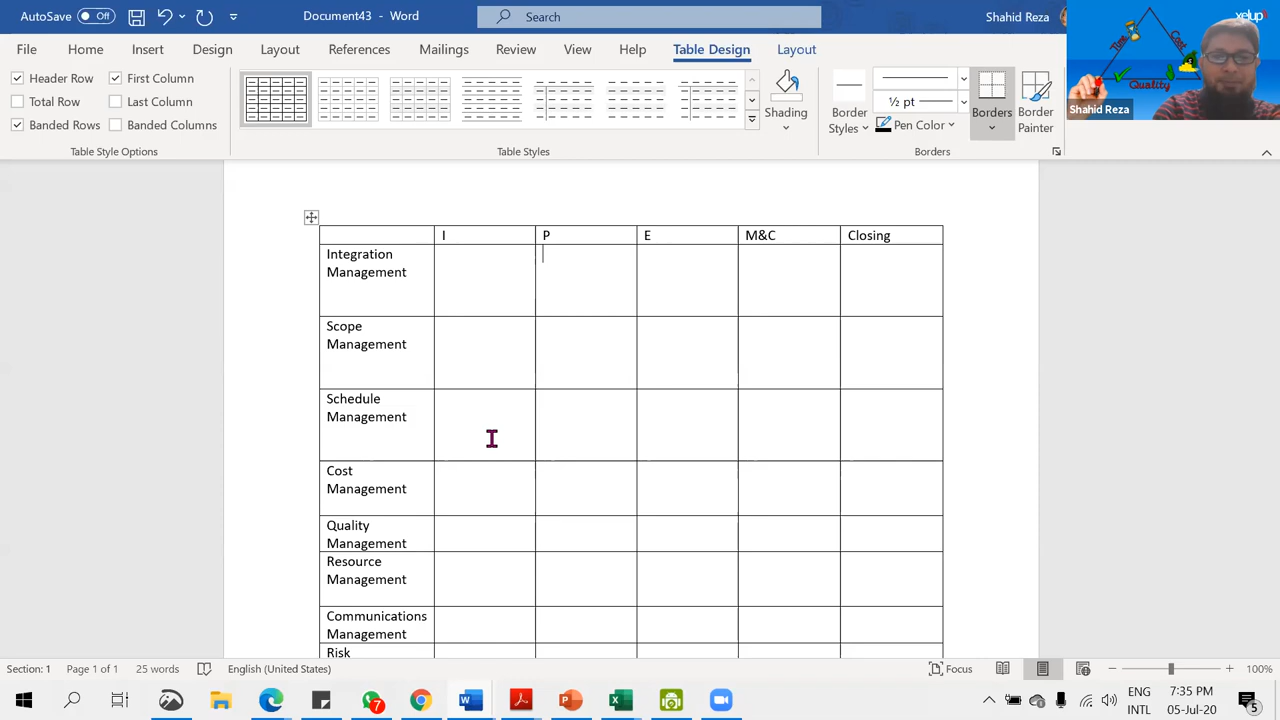 AutoSave Off Document43 - Word Search Shahid Reza
File Home Insert Design Layout References Mailings Review View Help Table Design Layout
Header Row First Column
Total Row Last Column
Banded Rows Banded Columns
Table Style Options
Table Styles
Shading
Border Styles
½ pt
Pen Color
Borders
Border Painter
Borders
Time Cost
Quality
Shahid Reza
I P E M&C Closing
Integration
Management
Scope
Management
Schedule
Management
Cost
Management
Quality
Management
Resource
Management
Communications
Management
Risk
Section: 1 Page 1 of 1 25 words English (United States) Focus 100%
7
ENG
INTL
7:35 PM
05-Jul-20
5